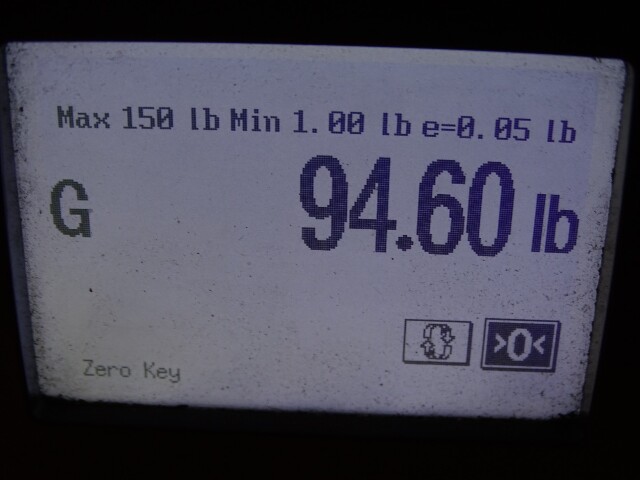 Max 150 lb Min 1.00 lb e=0.05 lb
G 94.60 lb
>0<
Zero Key